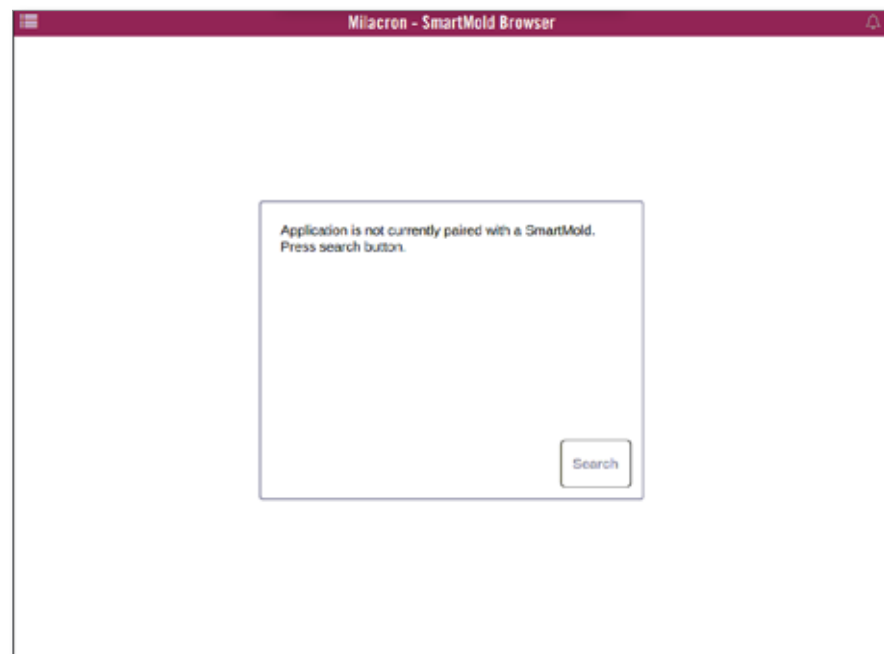 Milacron - SmartMold Browser
Application is not currently paired with a SmartMold.
Press search button.
Search